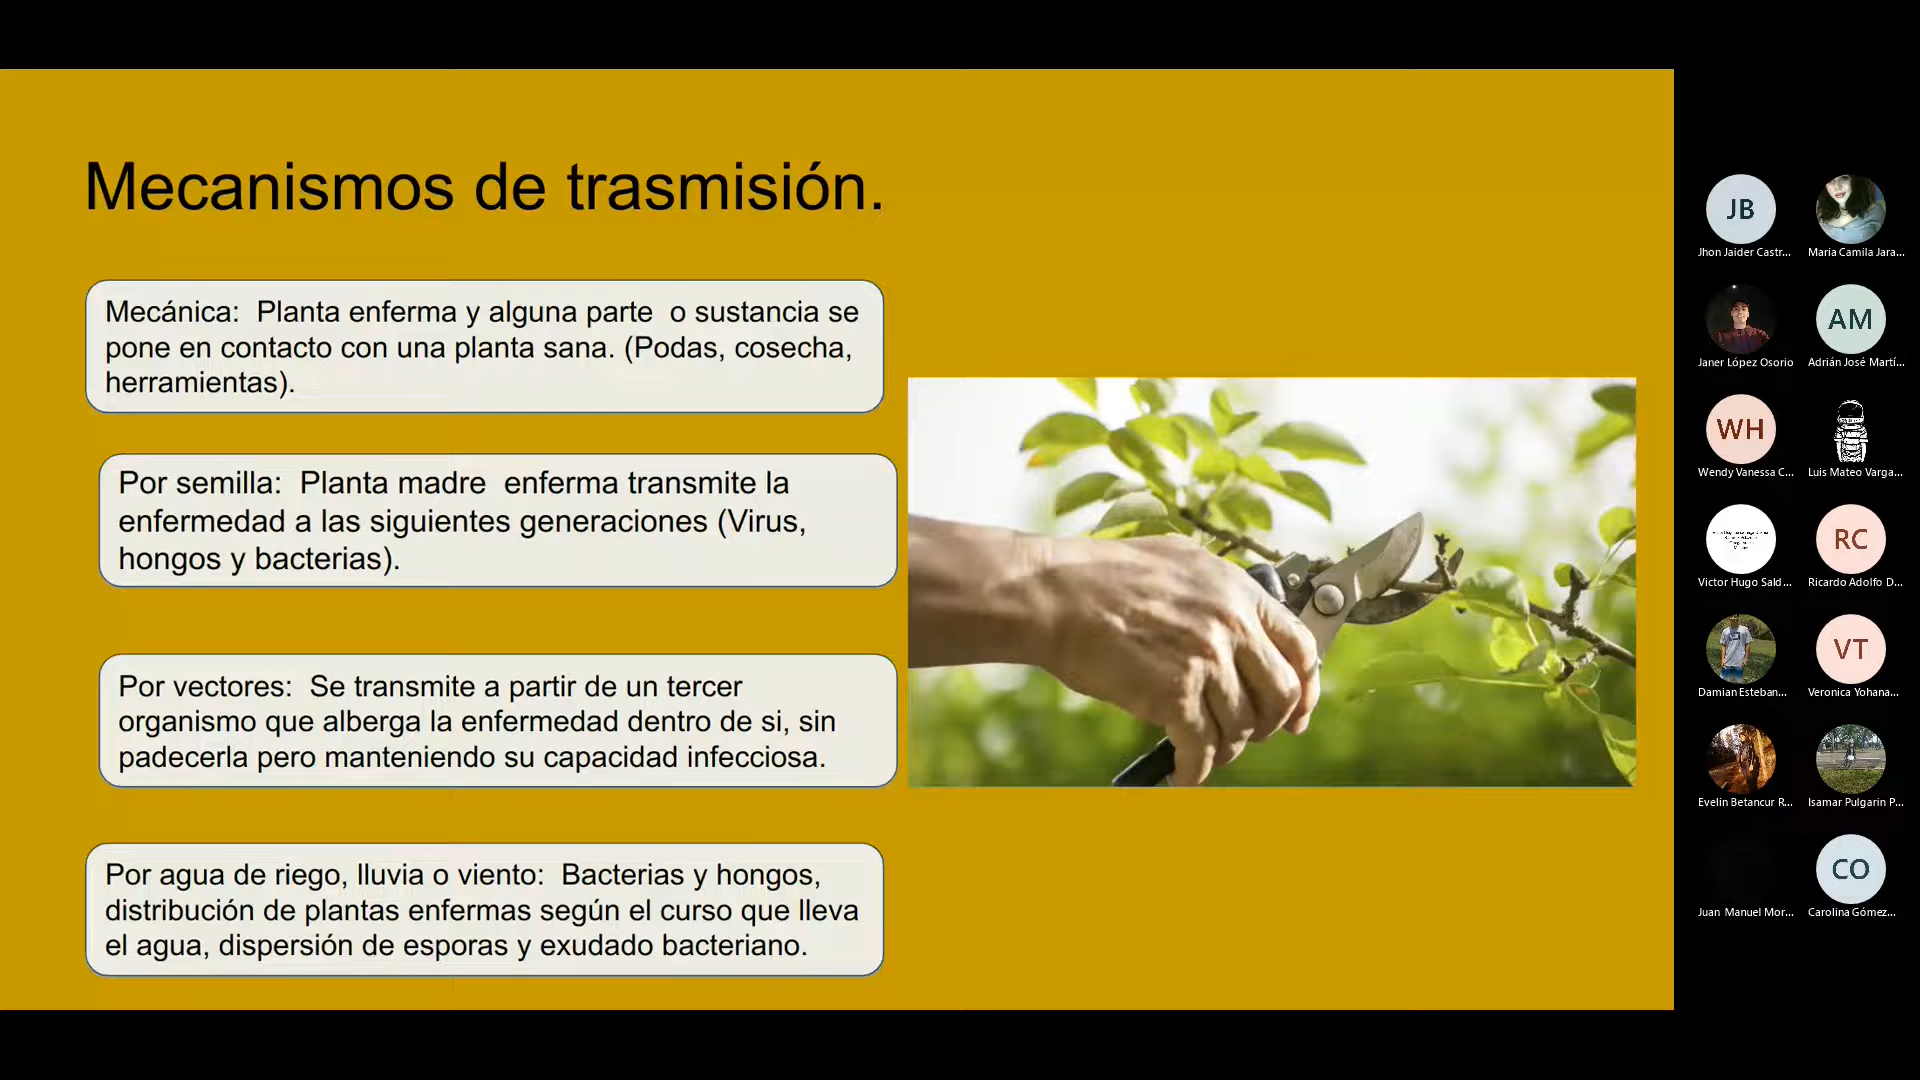 Mecanismos de trasmisión.
Mecánica:  Planta enferma y alguna parte  o sustancia se
pone en contacto con una planta sana. (Podas, cosecha,
herramientas).
Por semilla:  Planta madre  enferma transmite la
enfermedad a las siguientes generaciones (Virus,
hongos y bacterias).
Por vectores:  Se transmite a partir de un tercer
organismo que alberga la enfermedad dentro de si, sin
padecerla pero manteniendo su capacidad infecciosa.
Por agua de riego, lluvia o viento:  Bacterias y hongos,
distribución de plantas enfermas según el curso que lleva
el agua, dispersión de esporas y exudado bacteriano.
JB
Jhon Jaider Castr...
Maria Camila Jara...
Janer López Osorio
AM
Adrián José Martí...
WH
Wendy Vanessa C...
Luis Mateo Varga...
Victor Hugo Sald...
RC
Ricardo Adolfo D...
Damian Esteban...
VT
Veronica Yohana...
Evelin Betancur R...
Isamar Pulgarin P...
Juan Manuel Mor...
CO
Carolina Gómez...